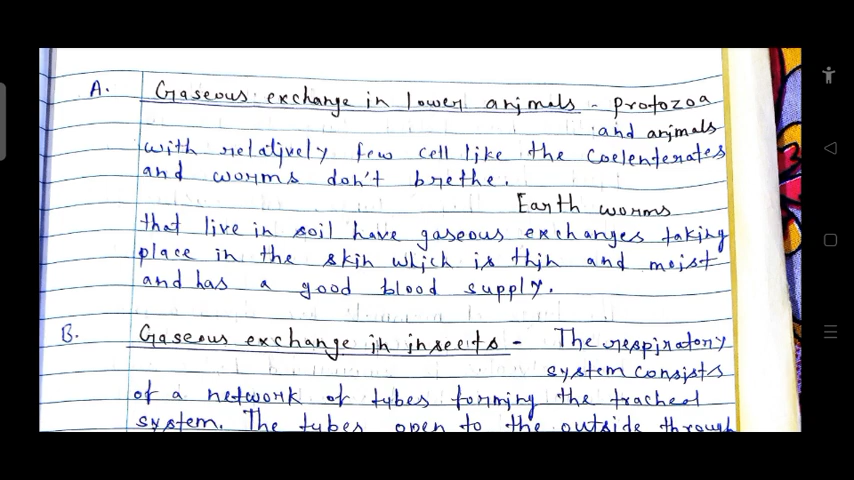 A. Gaseous exchange in lower animals - protozoa
and animals
with relatively few cell like the Coelenterates
and worms don't brethe.
Earth worms
that live in soil have gaseous exchanges taking
place in the skin which is thin and moist
and has a good blood supply.
B. Gaseous exchange in insects - The respiratory
system consists
of a network of tubes forming the tracheal
system. The tubes open to the outside through